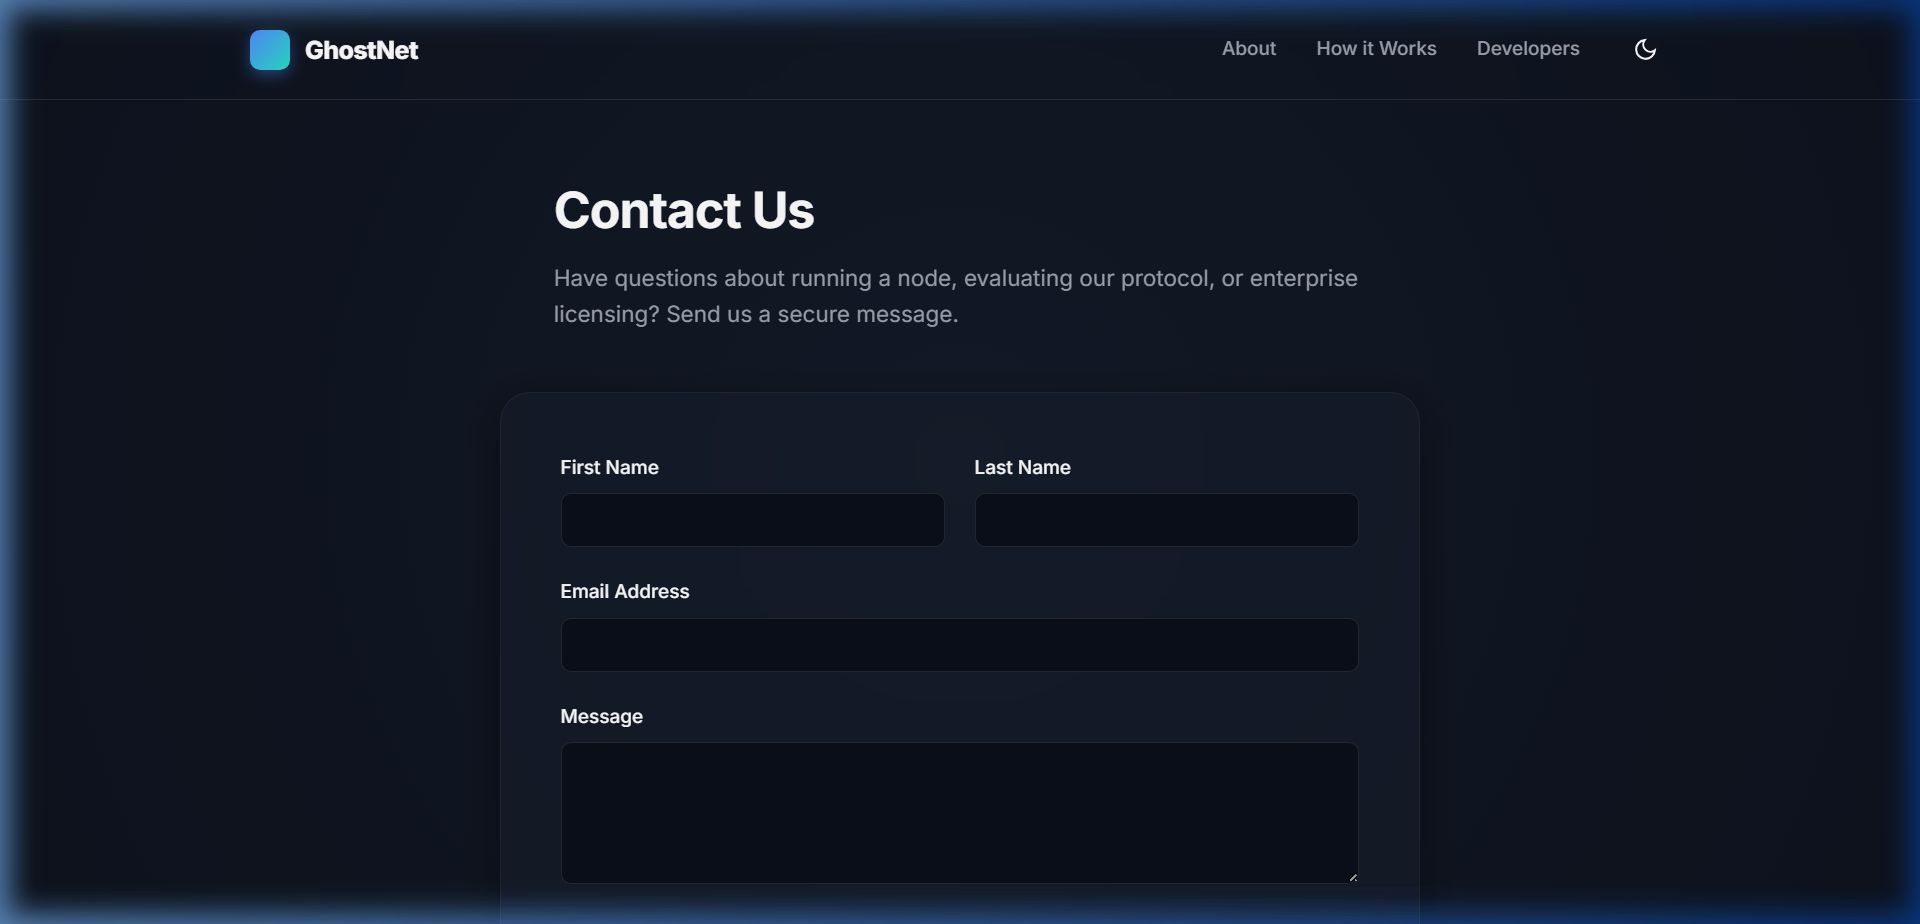 GhostNet
About
How it Works
Developers
Contact Us
Have questions about running a node, evaluating our protocol, or enterprise
licensing? Send us a secure message.
First Name
Last Name
Email Address
Message